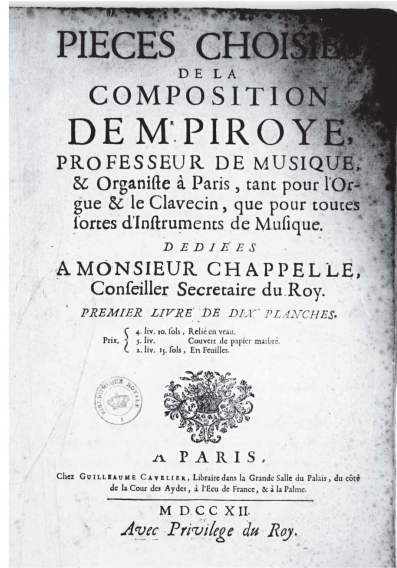 PIECES CHOISIES
DE LA
COMPOSITION
DE Mr. PIROYE,
PROFESSEUR DE MUSIQUE,
& Organiſte à Paris, tant pour l'Or-
gue & le Clavecin, que pour toutes
ſortes d'Inſtruments de Muſique.
DEDIÉES
A MONSIEUR CHAPPELLE,
Conſeiller Secretaire du Roy.
PREMIER LIVRE DE DIX PLANCHES.
Prix, { 4. liv. 10. ſols, Relié en veau.
3. liv. Couvert de papier marbré.
2. liv. 15. ſols, En Feuilles.
BIBLIOTHEQUE ROYALE
A PARIS,
Chez GUILLEAUME CAVELIER, Libraire dans la Grande Salle du Palais, du côté
de la Cour des Aydes, à l'Ecu de France, & à la Palme.
M DCC XII.
Avec Privilege du Roy.